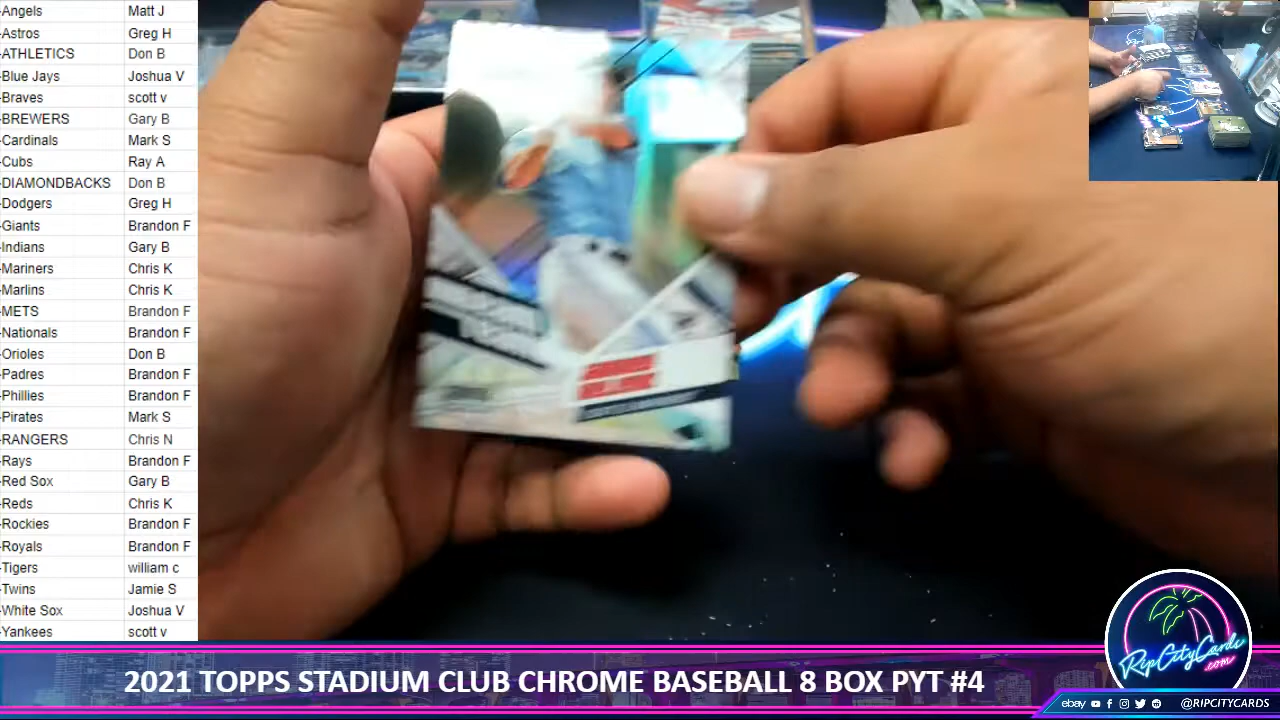 -Angels Matt J
-Astros Greg H
-ATHLETICS Don B
-Blue Jays Joshua V
-Braves scott v
-BREWERS Gary B
-Cardinals Mark S
-Cubs Ray A
-DIAMONDBACKS Don B
-Dodgers Greg H
-Giants Brandon F
-Indians Gary B
-Mariners Chris K
-Marlins Chris K
-METS Brandon F
-Nationals Brandon F
-Orioles Don B
-Padres Brandon F
-Phillies Brandon F
-Pirates Mark S
-RANGERS Chris N
-Rays Brandon F
-Red Sox Gary B
-Reds Chris K
-Rockies Brandon F
-Royals Brandon F
-Tigers william c
-Twins Jamie S
-White Sox Joshua V
-Yankees scott v
2021 TOPPS STADIUM CLUB CHROME BASEBALL 8 BOX PYT #4
RipCityCards
.com
ebay @RIPCITYCARDS